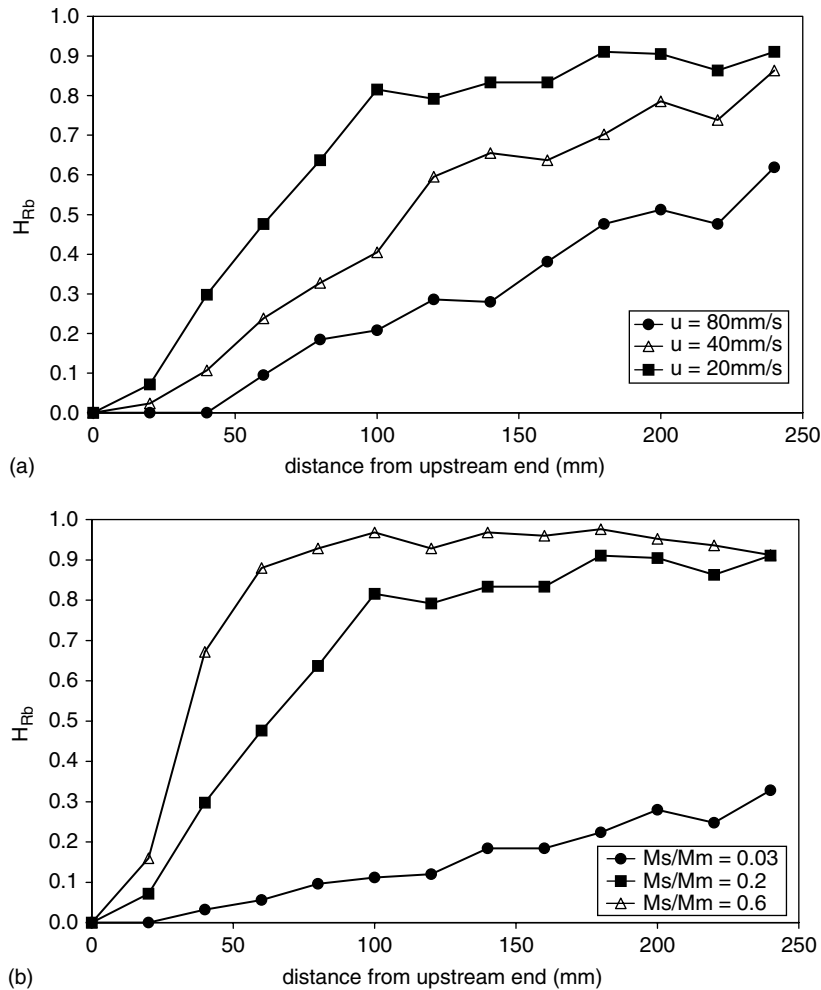 1.0
0.9
0.8
0.7
0.6
0.5
0.4
0.3
0.2
0.1
0.0
H_Rb
u = 80mm/s
u = 40mm/s
u = 20mm/s
0 50 100 150 200 250
(a) distance from upstream end (mm)
1.0
0.9
0.8
0.7
0.6
0.5
0.4
0.3
0.2
0.1
0.0
H_Rb
Ms/Mm = 0.03
Ms/Mm = 0.2
Ms/Mm = 0.6
0 50 100 150 200 250
(b) distance from upstream end (mm)